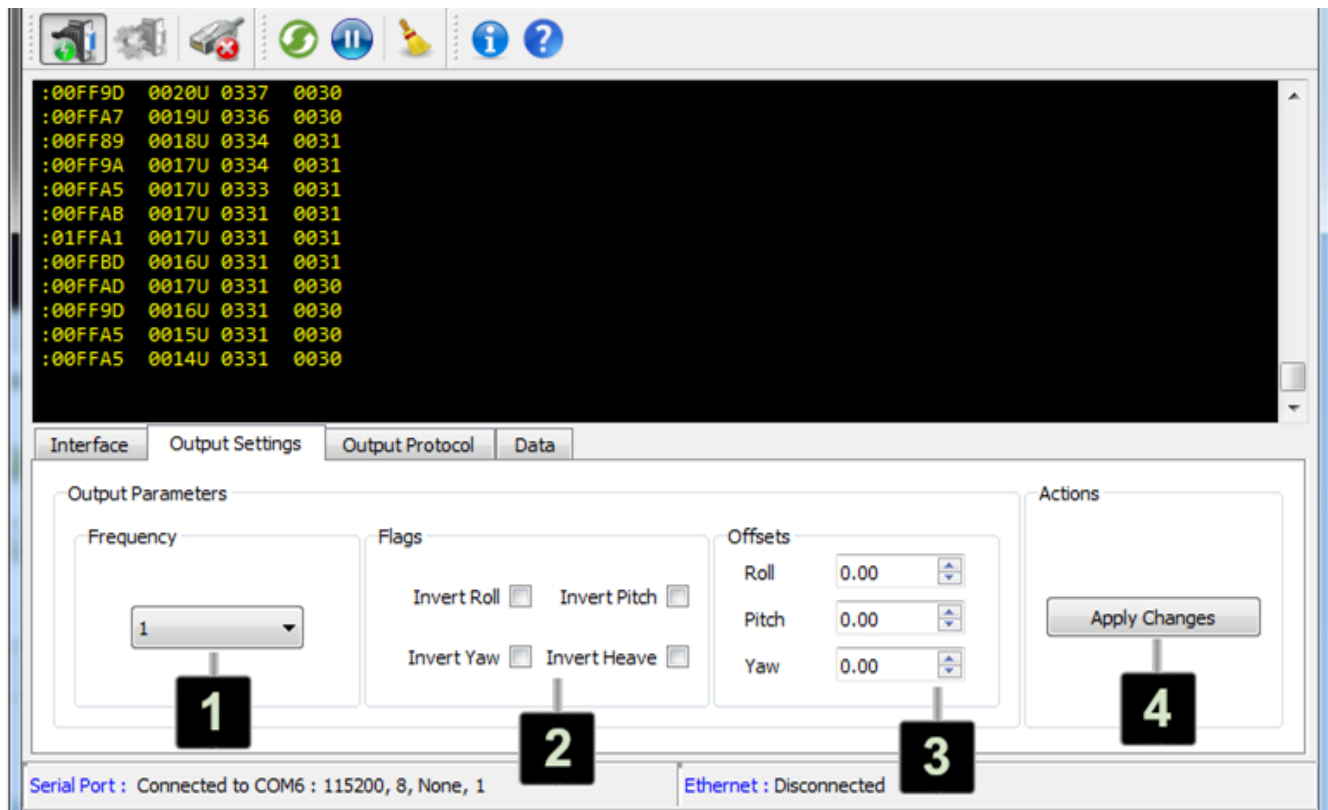 :00FF9D  0020U 0337  0030
:00FFA7  0019U 0336  0030
:00FF89  0018U 0334  0031
:00FF9A  0017U 0334  0031
:00FFA5  0017U 0333  0031
:00FFAB  0017U 0331  0031
:01FFA1  0017U 0331  0031
:00FFBD  0016U 0331  0031
:00FFAD  0017U 0331  0030
:00FF9D  0016U 0331  0030
:00FFA5  0015U 0331  0030
:00FFA5  0014U 0331  0030
Interface Output Settings Output Protocol Data
Output Parameters Actions
Frequency Flags Offsets
Roll 0.00
Invert Roll Invert Pitch
1 Pitch 0.00 Apply Changes
Invert Yaw Invert Heave Yaw 0.00
1 2 3 4
Serial Port : Connected to COM6 : 115200, 8, None, 1 Ethernet : Disconnected